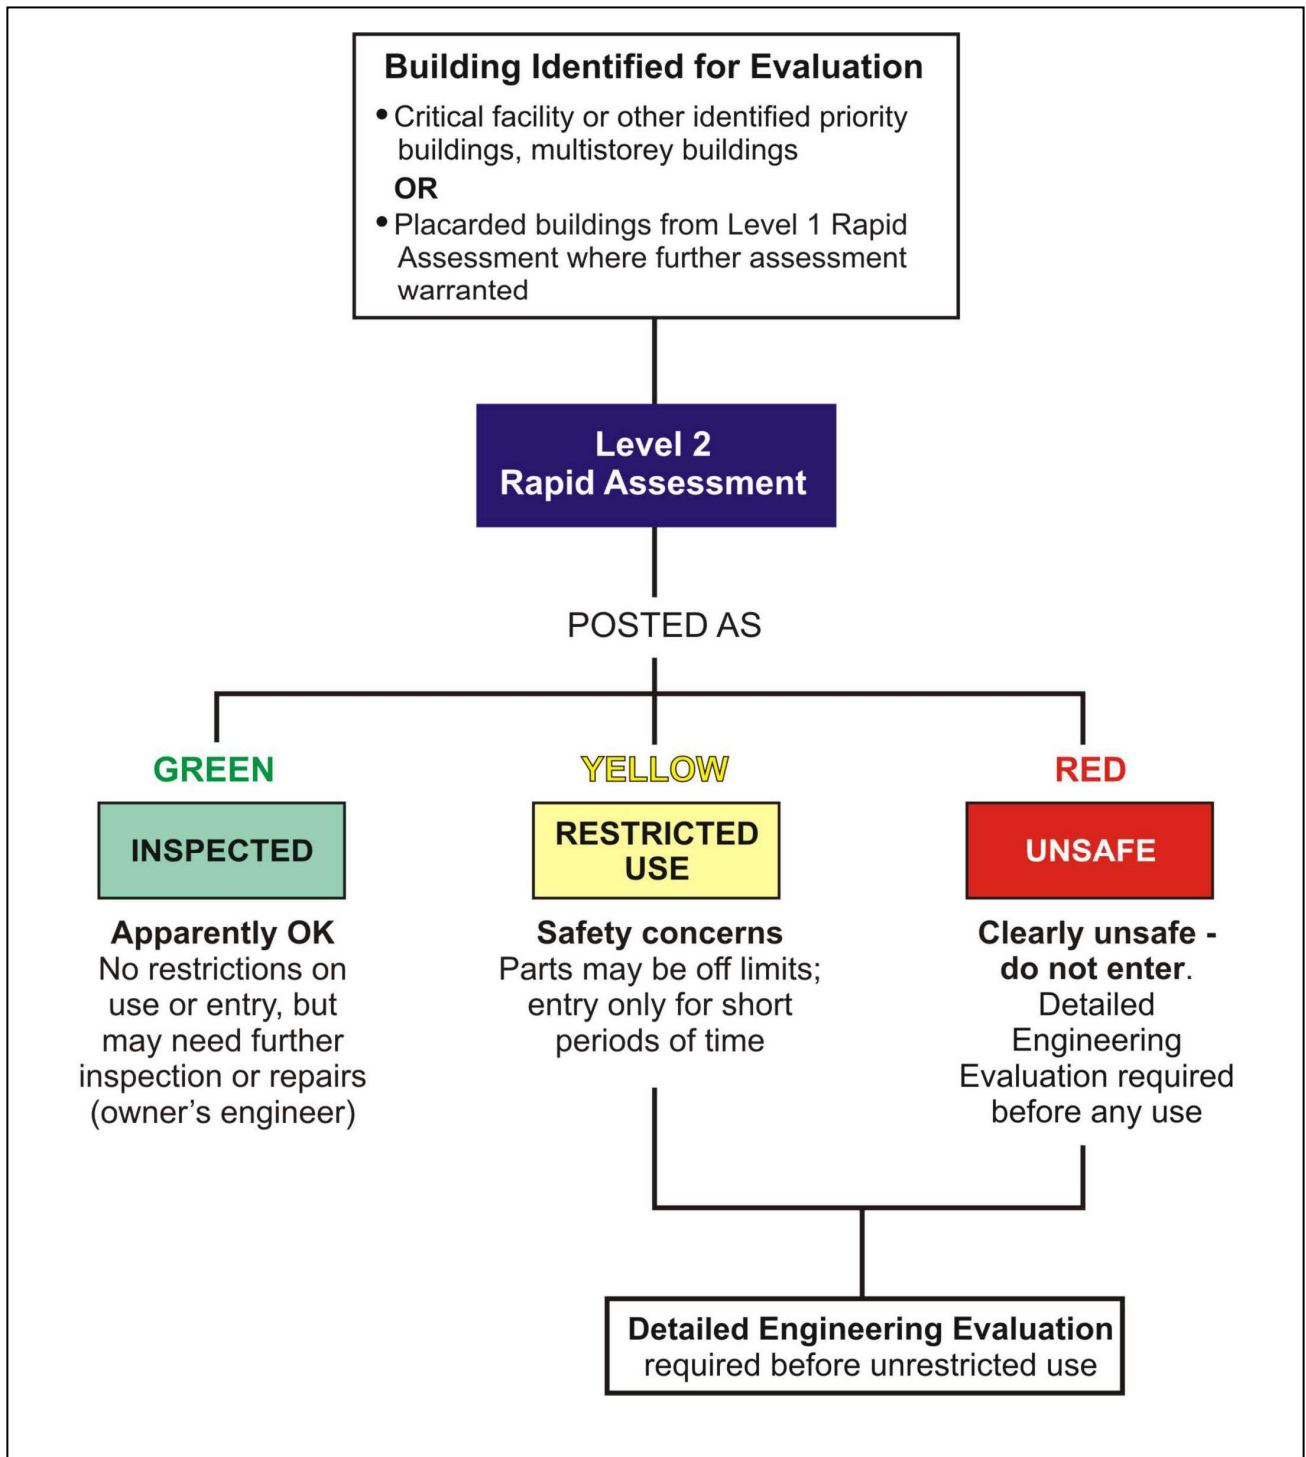 Building Identified for Evaluation
• Critical facility or other identified priority
buildings, multistorey buildings
OR
• Placarded buildings from Level 1 Rapid
Assessment where further assessment
warranted
Level 2
Rapid Assessment
POSTED AS
GREEN
INSPECTED
Apparently OK
No restrictions on
use or entry, but
may need further
inspection or repairs
(owner’s engineer)
YELLOW
RESTRICTED
USE
Safety concerns
Parts may be off limits;
entry only for short
periods of time
RED
UNSAFE
Clearly unsafe -
do not enter.
Detailed
Engineering
Evaluation required
before any use
Detailed Engineering Evaluation
required before unrestricted use